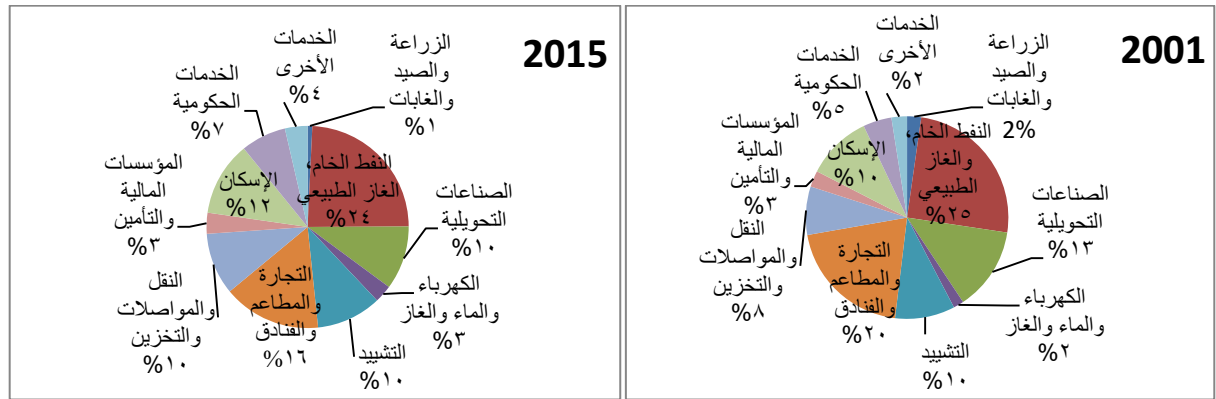 2001
الزراعة
والصيد
والغابات
2%
النفط الخام،
والغاز
الطبيعي
%٢٥
الصناعات
التحويلية
%١٣
الكهرباء
والماء والغاز
%٢
التشييد
%١٠
التجارة
والمطاعم
والفنادق
%٢٠
النقل
والمواصلات
والتخزين
%٨
المؤسسات
المالية
والتأمين
%٣
الإسكان
%١٠
الخدمات
الحكومية
%٥
الخدمات
الأخرى
%٢
2015
الزراعة
والصيد
والغابات
%١
النفط الخام،
الغاز الطبيعي
%٢٤
الصناعات
التحويلية
%١٠
الكهرباء
والماء والغاز
%٣
التشييد
%١٠
التجارة
والمطاعم
والفنادق
%١٦
النقل
والمواصلات
والتخزين
%١٠
المؤسسات
المالية
والتأمين
%٣
الإسكان
%١٢
الخدمات
الحكومية
%٧
الخدمات
الأخرى
%٤